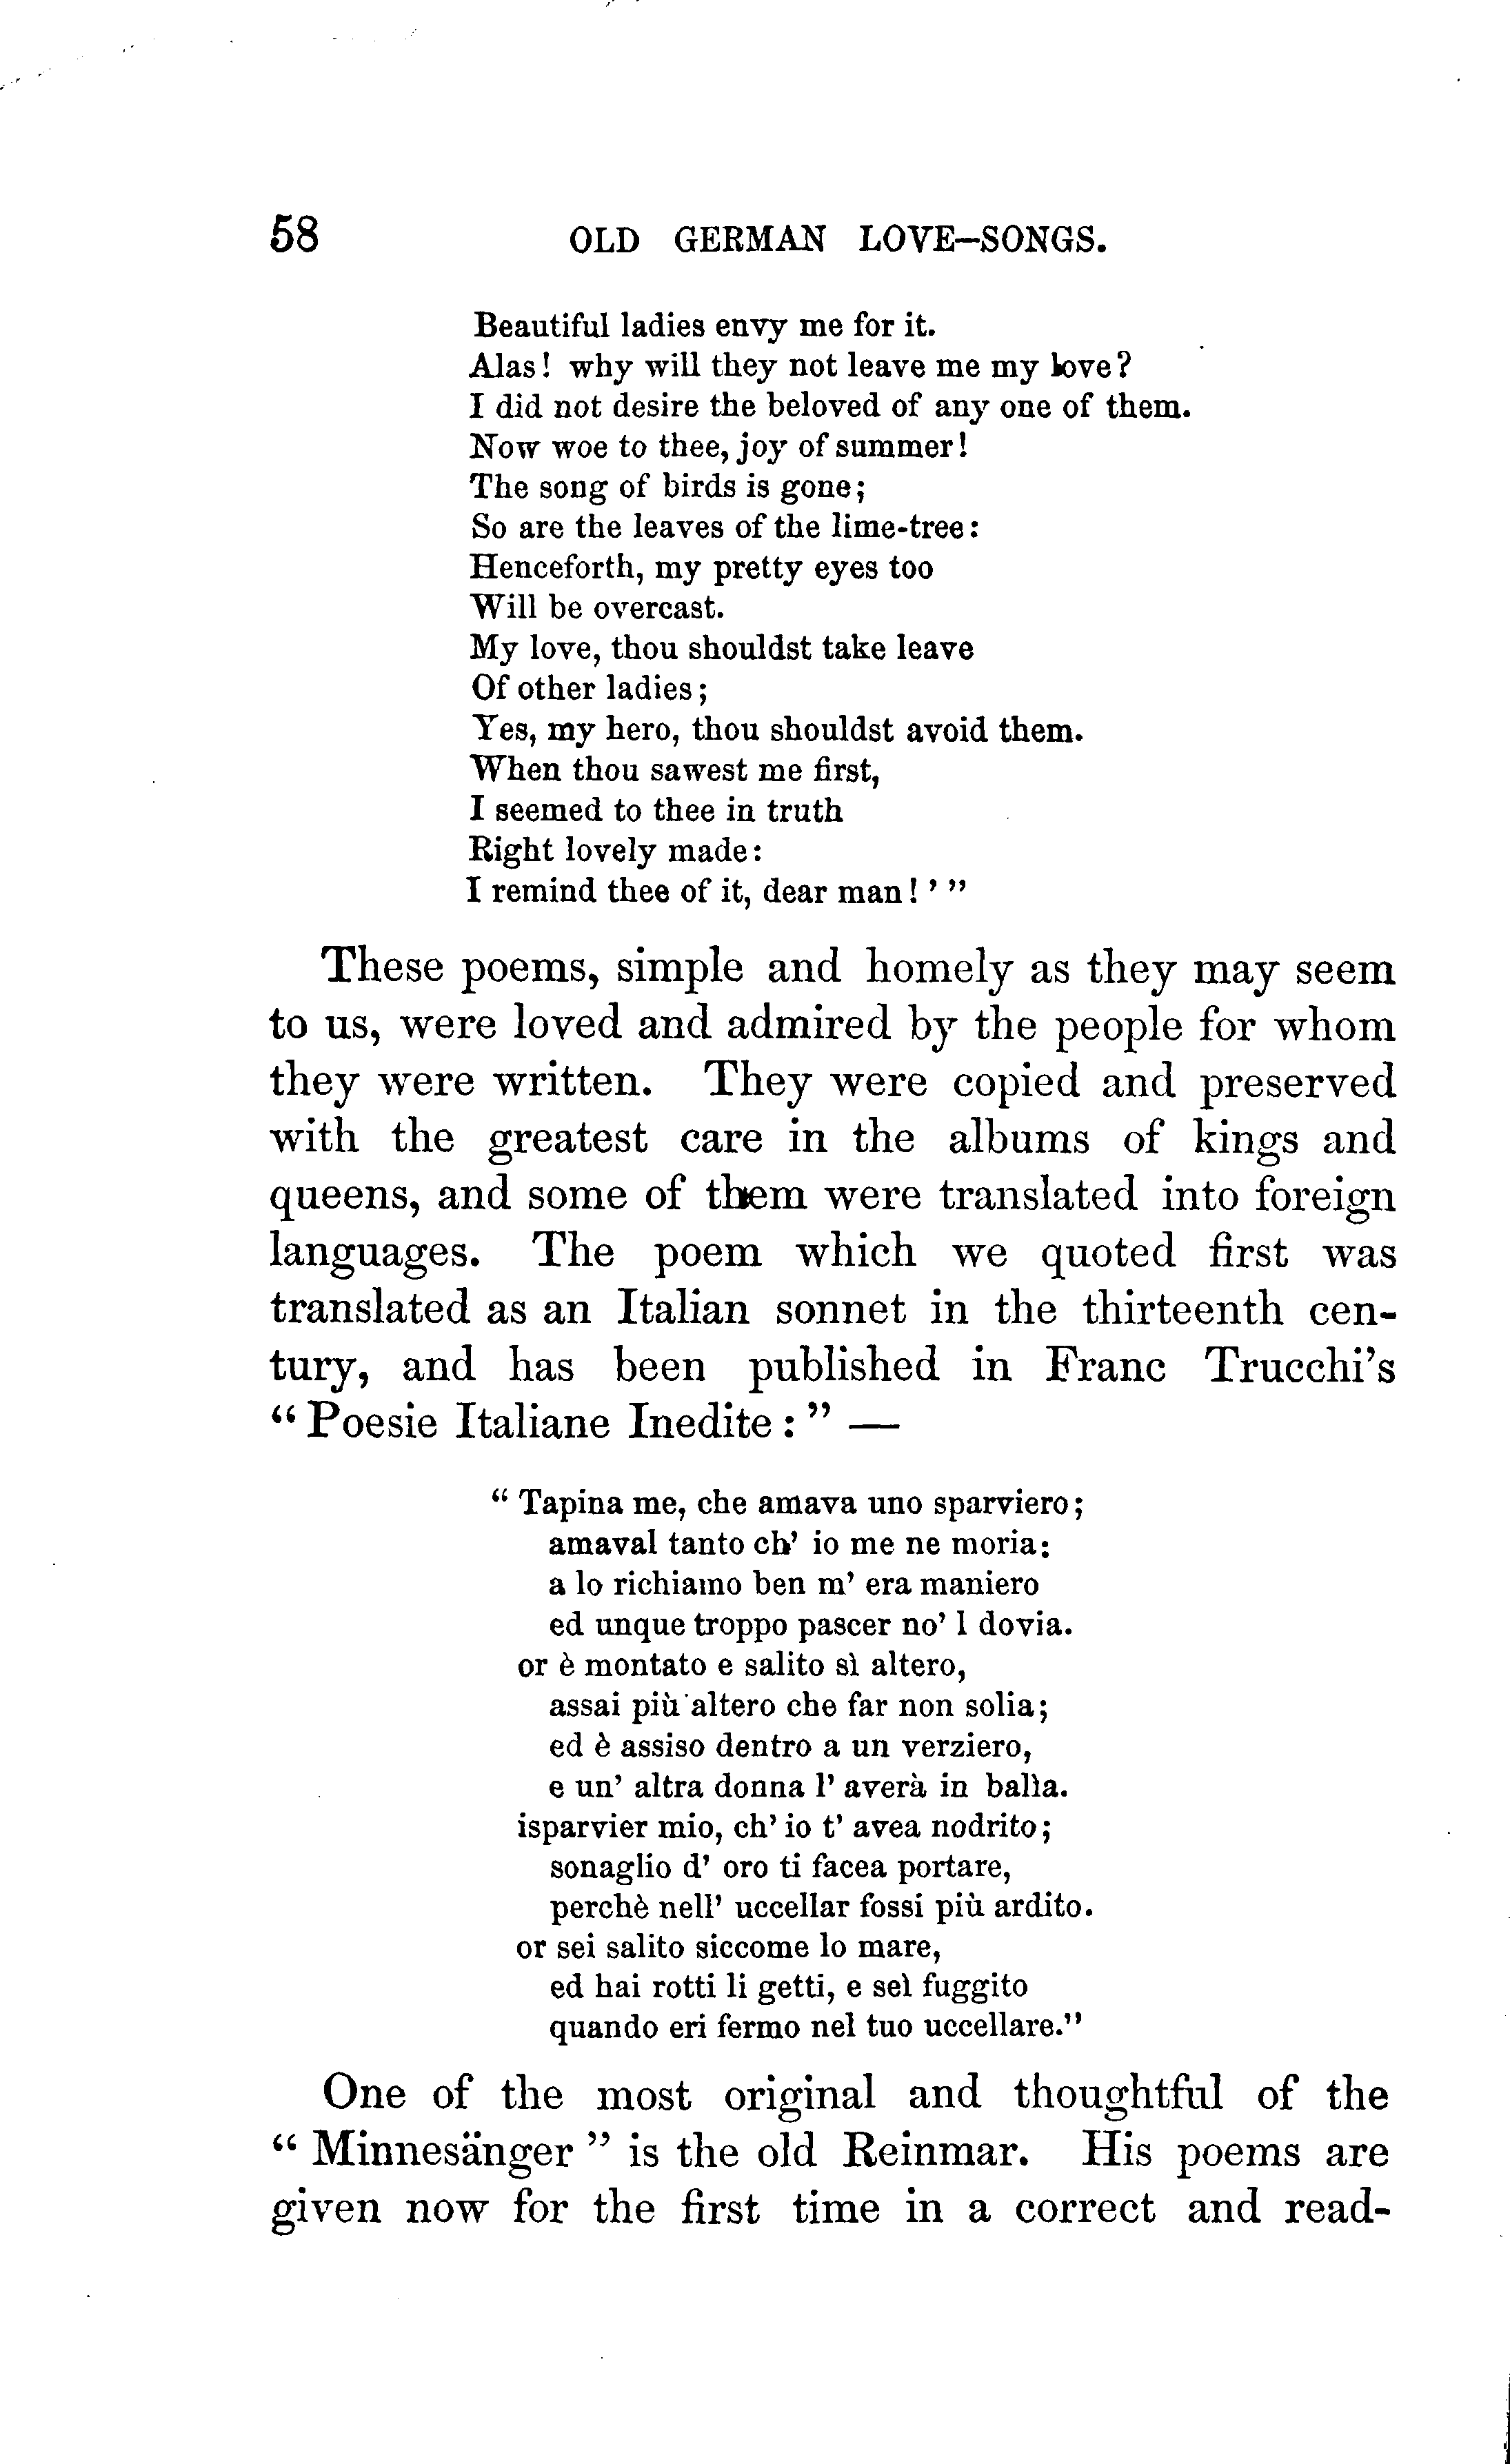 58 OLD GERMAN LOVE-SONGS.
Beautiful ladies envy me for it.
Alas! why will they not leave me my love?
I did not desire the beloved of any one of them.
Now woe to thee, joy of summer!
The song of birds is gone;
So are the leaves of the lime-tree:
Henceforth, my pretty eyes too
Will be overcast.
My love, thou shouldst take leave
Of other ladies;
Yes, my hero, thou shouldst avoid them.
When thou sawest me first,
I seemed to thee in truth
Right lovely made:
I remind thee of it, dear man!’”
These poems, simple and homely as they may seem
to us, were loved and admired by the people for whom
they were written. They were copied and preserved
with the greatest care in the albums of kings and
queens, and some of them were translated into foreign
languages. The poem which we quoted first was
translated as an Italian sonnet in the thirteenth cen-
tury, and has been published in Franc Trucchi’s
“Poesie Italiane Inedite:” —
“Tapina me, che amava uno sparviero;
amaval tanto ch’ io me ne moria:
a lo richiamo ben m’ era maniero
ed unque troppo pascer no’ l dovia.
or è montato e salito sì altero,
assai più altero che far non solia;
ed è assiso dentro a un verziero,
e un’ altra donna l’ averà in balìa.
isparvier mio, ch’ io t’ avea nodrito;
sonaglio d’ oro ti facea portare,
perchè nell’ uccellar fossi più ardito.
or sei salito siccome lo mare,
ed hai rotti li getti, e seì fuggito
quando eri fermo nel tuo uccellare.”
One of the most original and thoughtful of the
“Minnesänger” is the old Reinmar. His poems are
given now for the first time in a correct and read-